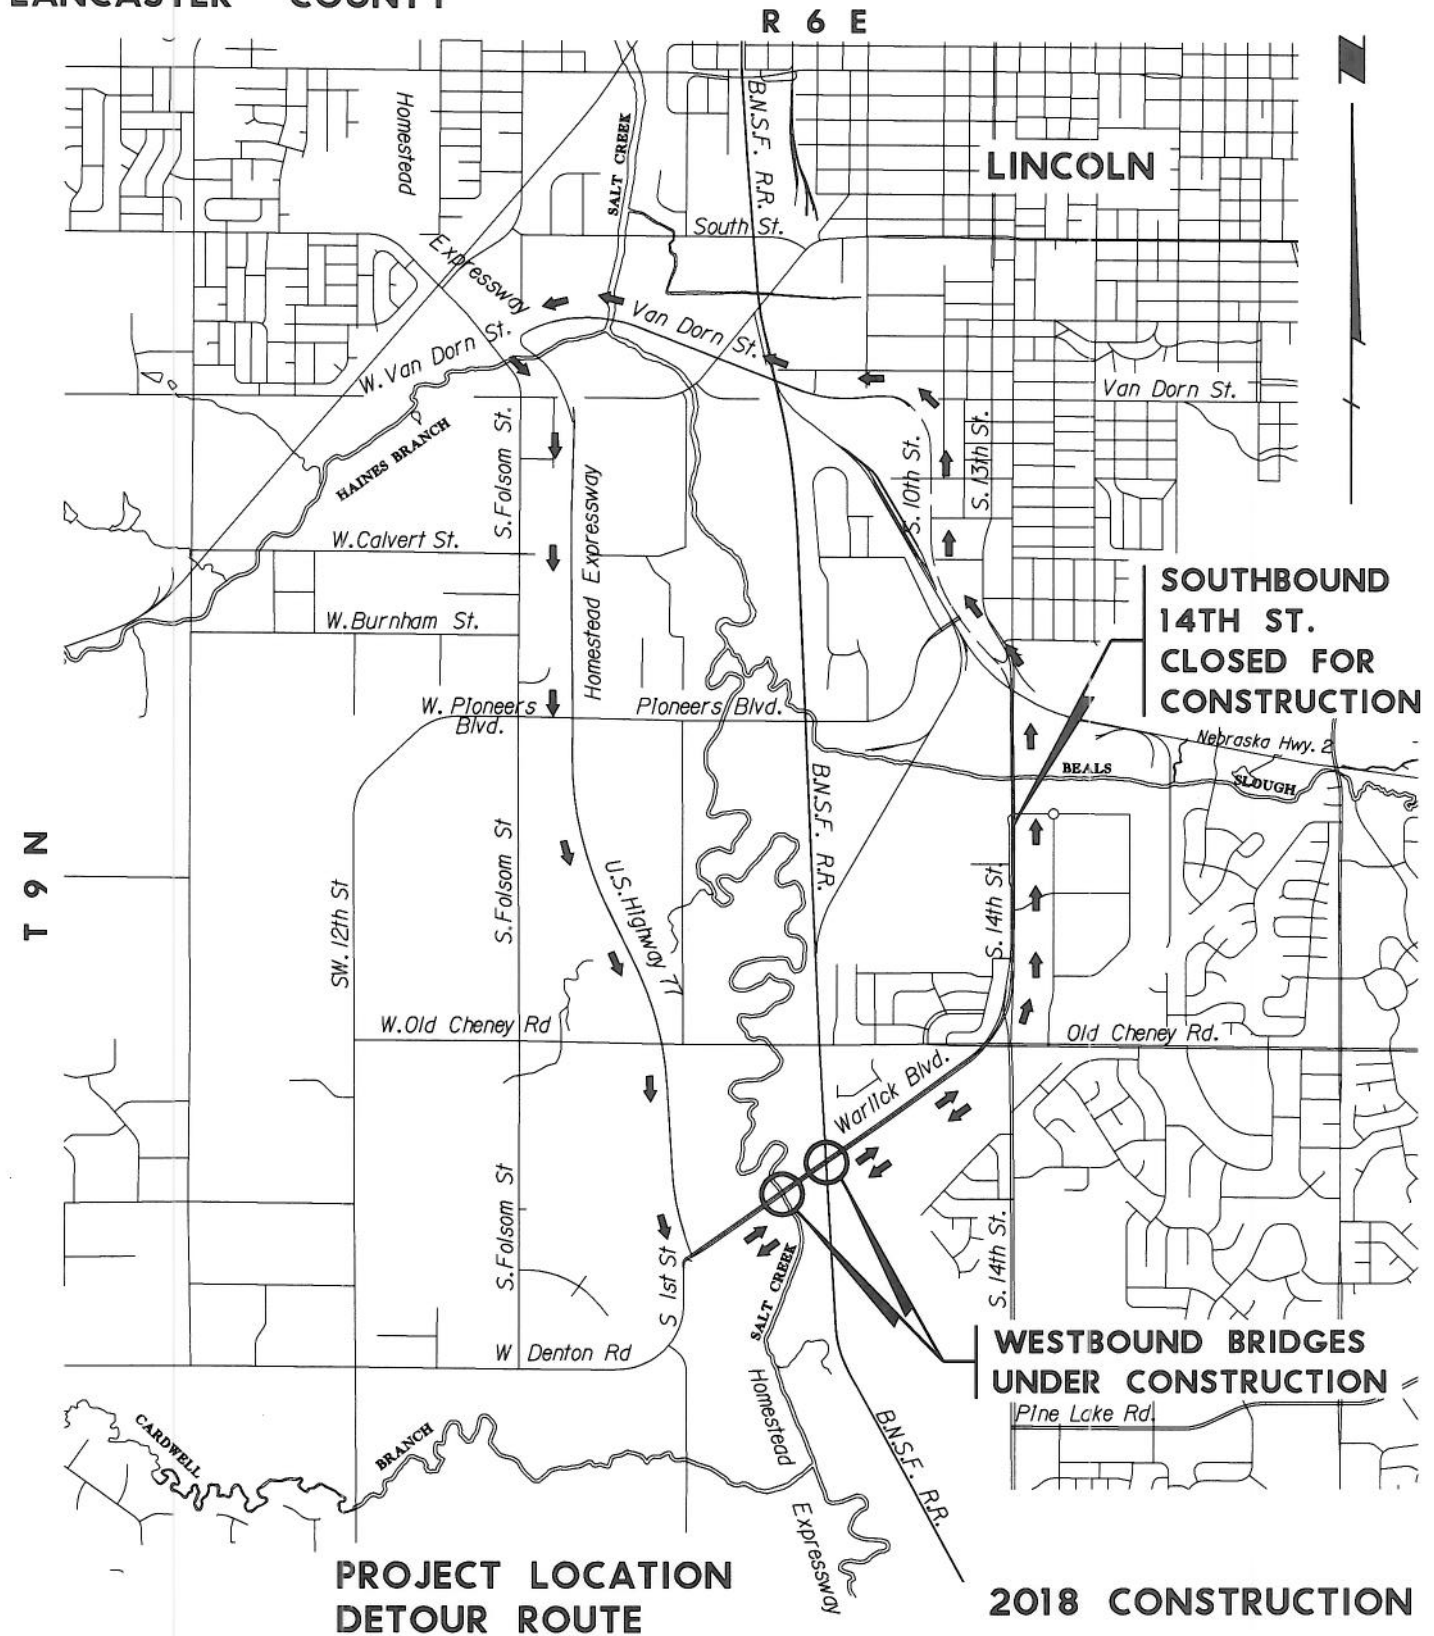 LANCASTER COUNTY
R 6 E
Homestead
SALT CREEK
B.N.S.F. R.R.
LINCOLN
South St.
Expressway
Van Dorn St.
W. Van Dorn St.
Van Dorn St.
HAINES BRANCH
S. Folsom St.
Homestead Expressway
S. 10th St.
S. 13th St.
W. Calvert St.
W. Burnham St.
SOUTHBOUND
14TH ST.
CLOSED FOR
CONSTRUCTION
W. Pioneers
Blvd.
Pioneers Blvd.
Nebraska Hwy. 2
BEALS
SLOUGH
B.N.S.F. R.R.
T 9 N
SW. 12th St
S. Folsom St
U.S. Highway 77
S. 14th St.
W. Old Cheney Rd
Old Cheney Rd.
Warlick Blvd.
S. Folsom St
S 1st St
SALT CREEK
S. 14th St.
W Denton Rd
WESTBOUND BRIDGES
UNDER CONSTRUCTION
Pine Lake Rd.
CARDWELL
BRANCH
Homestead
Expressway
B.N.S.F. R.R.
PROJECT LOCATION
DETOUR ROUTE
2018 CONSTRUCTION
N